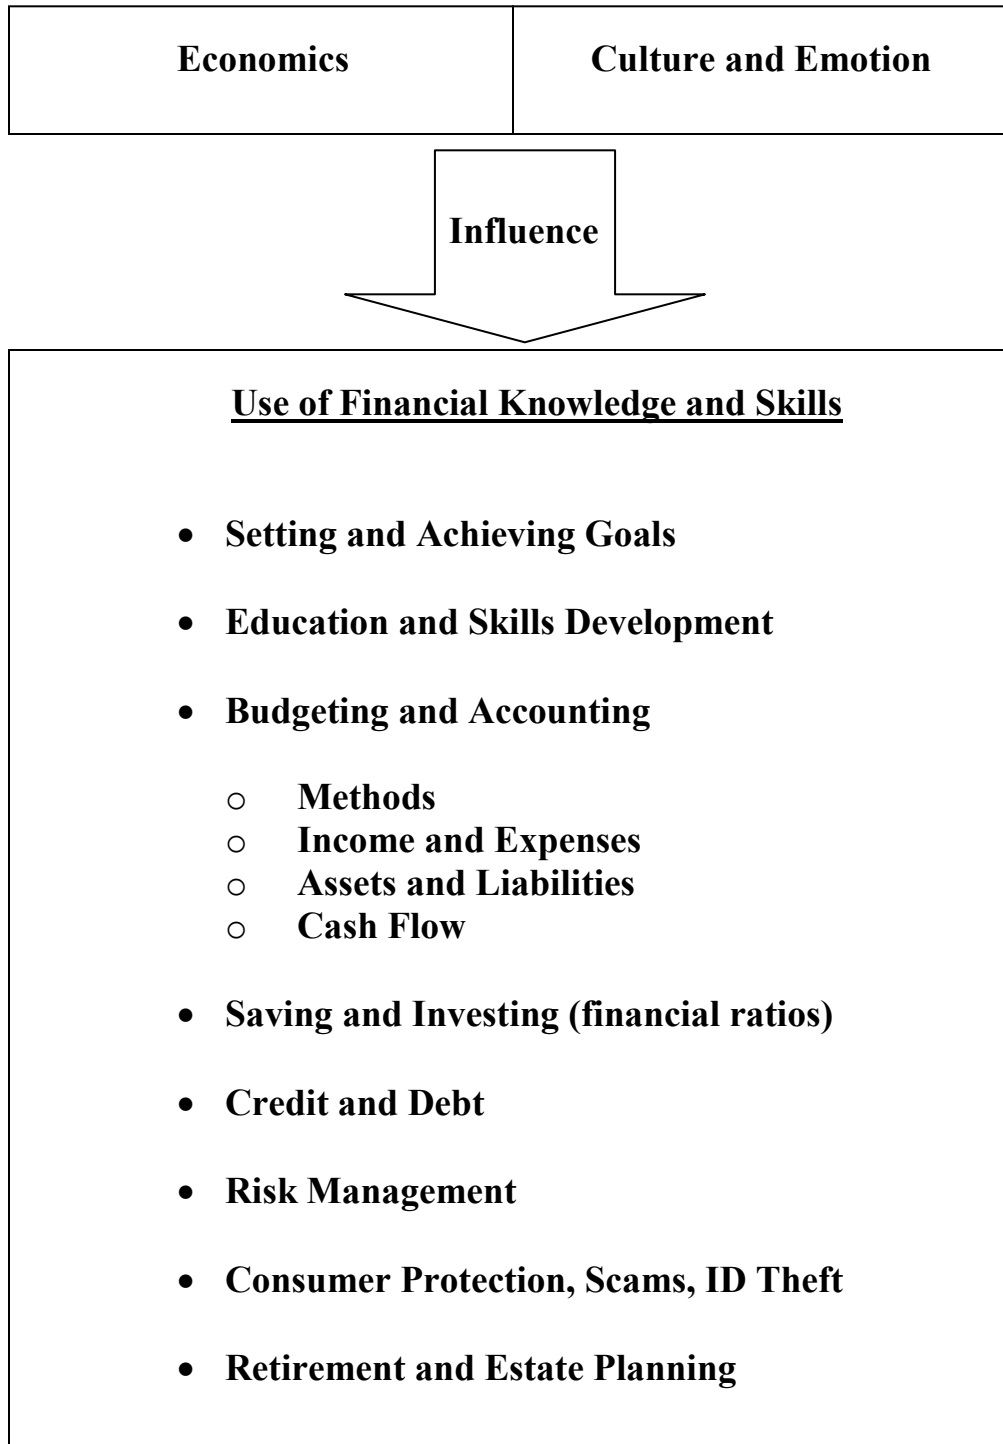 Economics
Culture and Emotion
Influence
Use of Financial Knowledge and Skills
• Setting and Achieving Goals
• Education and Skills Development
• Budgeting and Accounting
o Methods
o Income and Expenses
o Assets and Liabilities
o Cash Flow
• Saving and Investing (financial ratios)
• Credit and Debt
• Risk Management
• Consumer Protection, Scams, ID Theft
• Retirement and Estate Planning